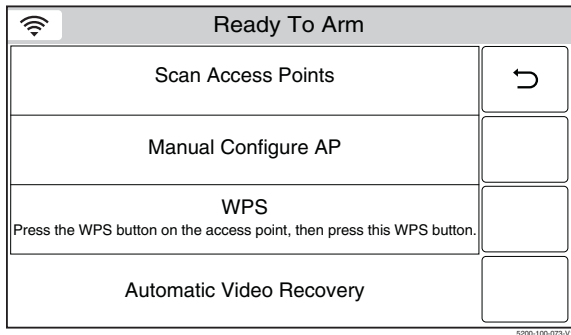 Ready To Arm
Scan Access Points
Manual Configure AP
WPS
Press the WPS button on the access point, then press this WPS button.
Automatic Video Recovery
5200-100-073-V